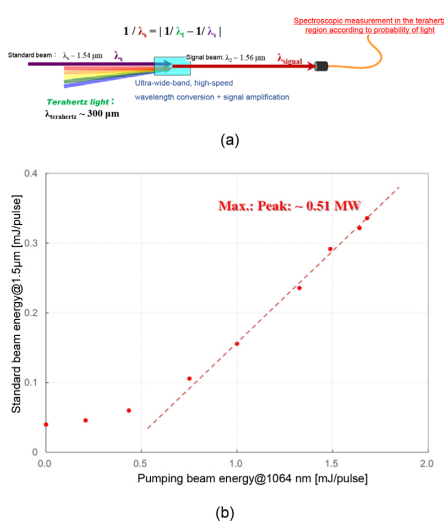 Spectroscopic measurement in the terahertz
region according to probability of light
1 / λs = | 1/ λt − 1/ λs |
Standard beam : λs ~ 1.54 μm
λs
Signal beam: λ2 ~ 1.56 μm
λsignal
Terahertz light :
λterahertz ~ 300 μm
Ultra-wide-band, high-speed
wavelength conversion + signal amplification
(a)
Standard beam energy@1.5μm [mJ/pulse]
0.4
0.3
0.2
0.1
0
Max.: Peak: ~ 0.51 MW
0.0
0.5
1.0
1.5
2.0
Pumping beam energy@1064 nm [mJ/pulse]
(b)